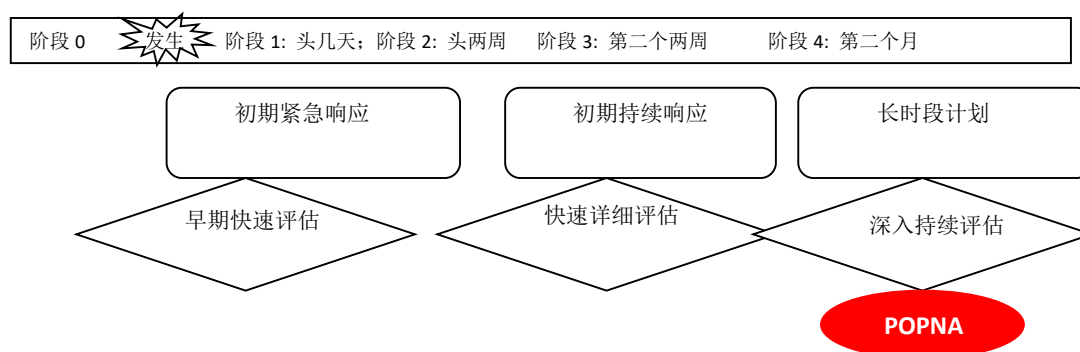 阶段 0 发生 阶段 1: 头几天；阶段 2: 头两周 阶段 3: 第二个两周 阶段 4: 第二个月
初期紧急响应 初期持续响应 长时段计划
早期快速评估 快速详细评估 深入持续评估
POPNA